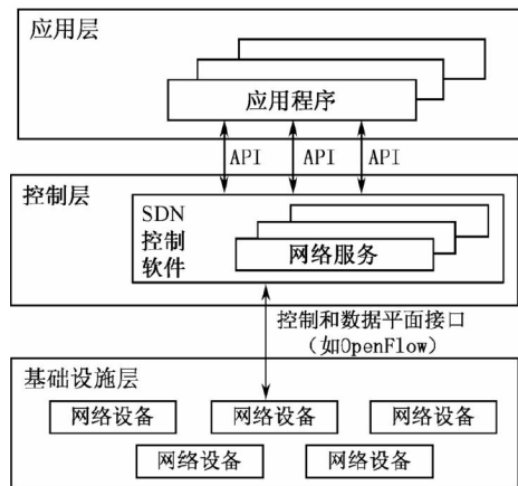 应用层
应用程序
API API API
控制层
SDN
控制
软件
网络服务
控制和数据平面接口
（如OpenFlow）
基础设施层
网络设备 网络设备 网络设备
网络设备 网络设备